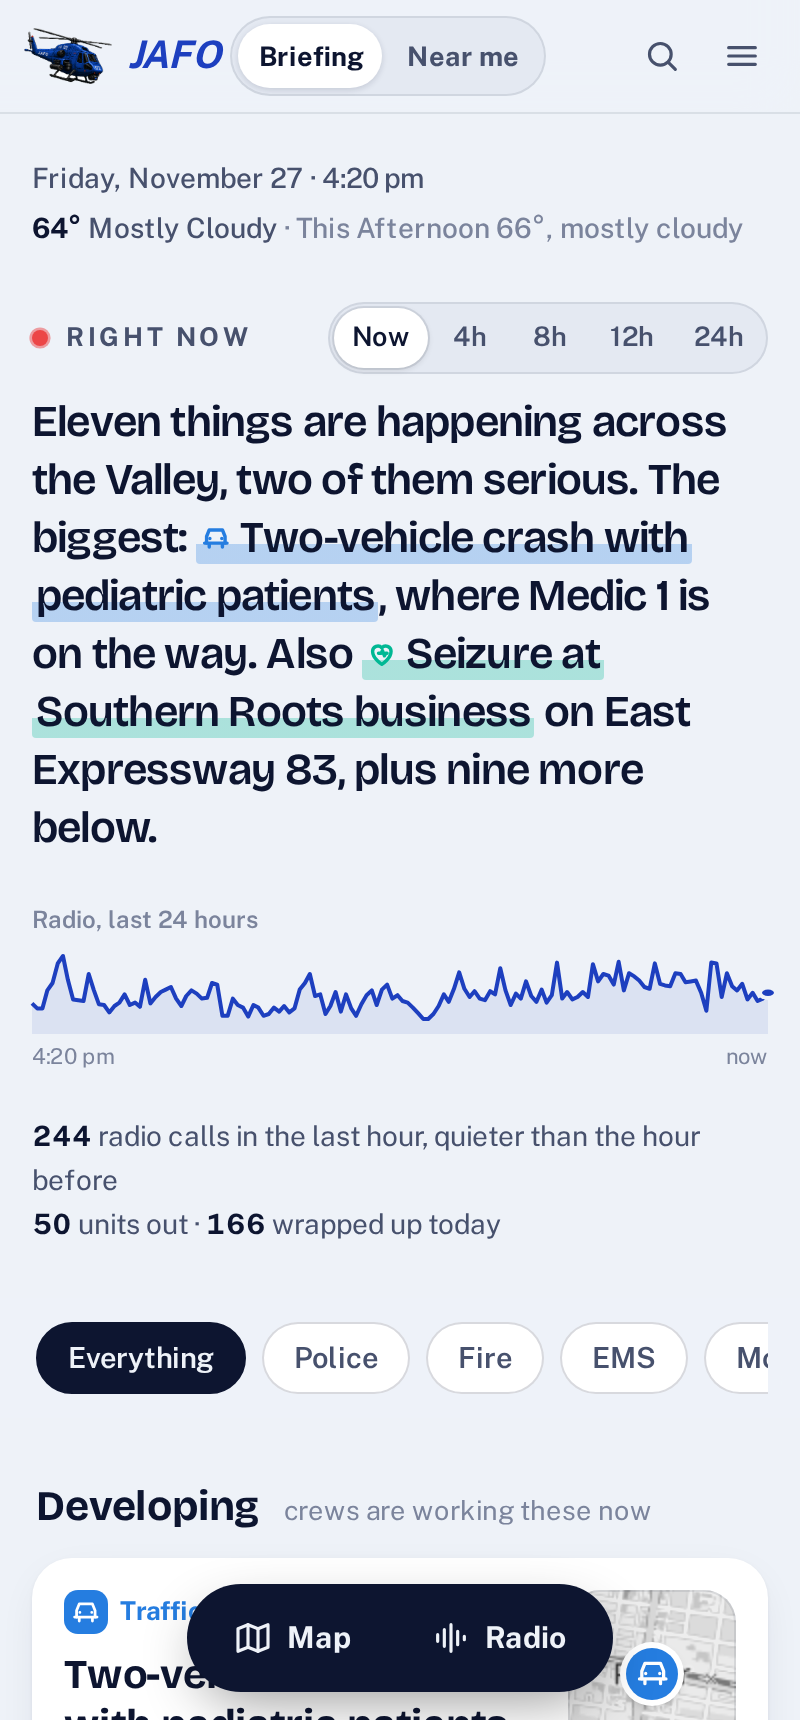 JAFO
Briefing
Near me
Friday, November 27 · 4:20 pm
64° Mostly Cloudy · This Afternoon 66°, mostly cloudy
RIGHT NOW
Now
4h
8h
12h
24h
Eleven things are happening across
the Valley, two of them serious. The
biggest: Two-vehicle crash with
pediatric patients, where Medic 1 is
on the way. Also Seizure at
Southern Roots business on East
Expressway 83, plus nine more
below.
Radio, last 24 hours
4:20 pm
now
244 radio calls in the last hour, quieter than the hour
before
50 units out · 166 wrapped up today
Everything
Police
Fire
EMS
Developing
crews are working these now
Map
Radio
with pediatric patients